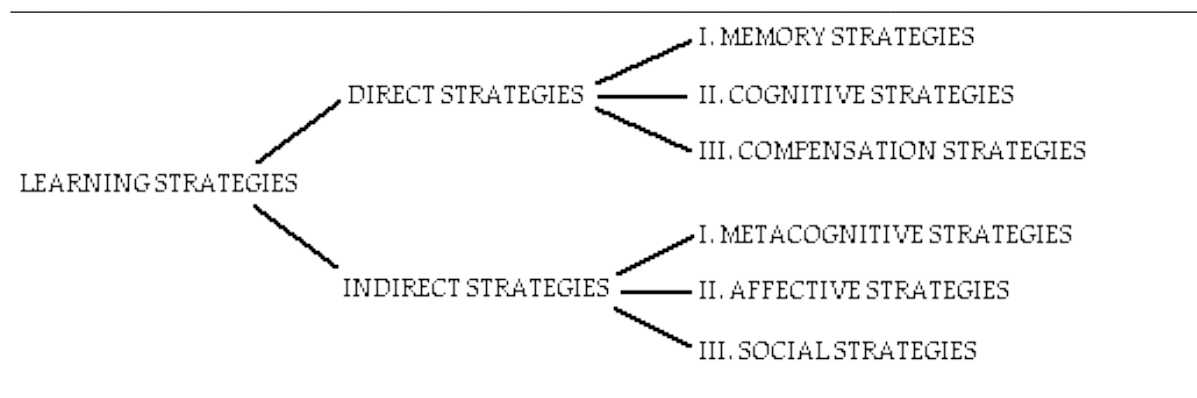 I. MEMORY STRATEGIES
DIRECT STRATEGIES
II. COGNITIVE STRATEGIES
III. COMPENSATION STRATEGIES
LEARNING STRATEGIES
I. METACOGNITIVE STRATEGIES
INDIRECT STRATEGIES
II. AFFECTIVE STRATEGIES
III. SOCIAL STRATEGIES